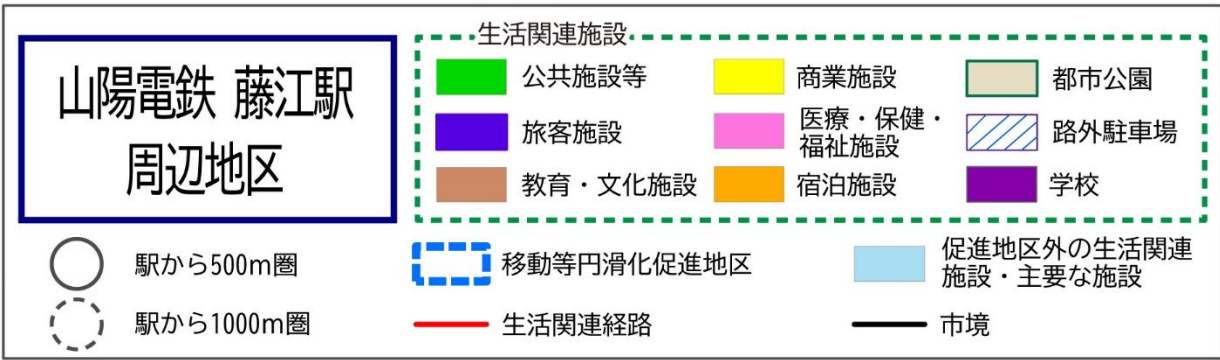 山陽電鉄 藤江駅
周辺地区
生活関連施設
公共施設等
商業施設
都市公園
旅客施設
医療・保健・
福祉施設
路外駐車場
教育・文化施設
宿泊施設
学校
駅から500m圏
移動等円滑化促進地区
促進地区外の生活関連
施設・主要な施設
駅から1000m圏
生活関連経路
市境